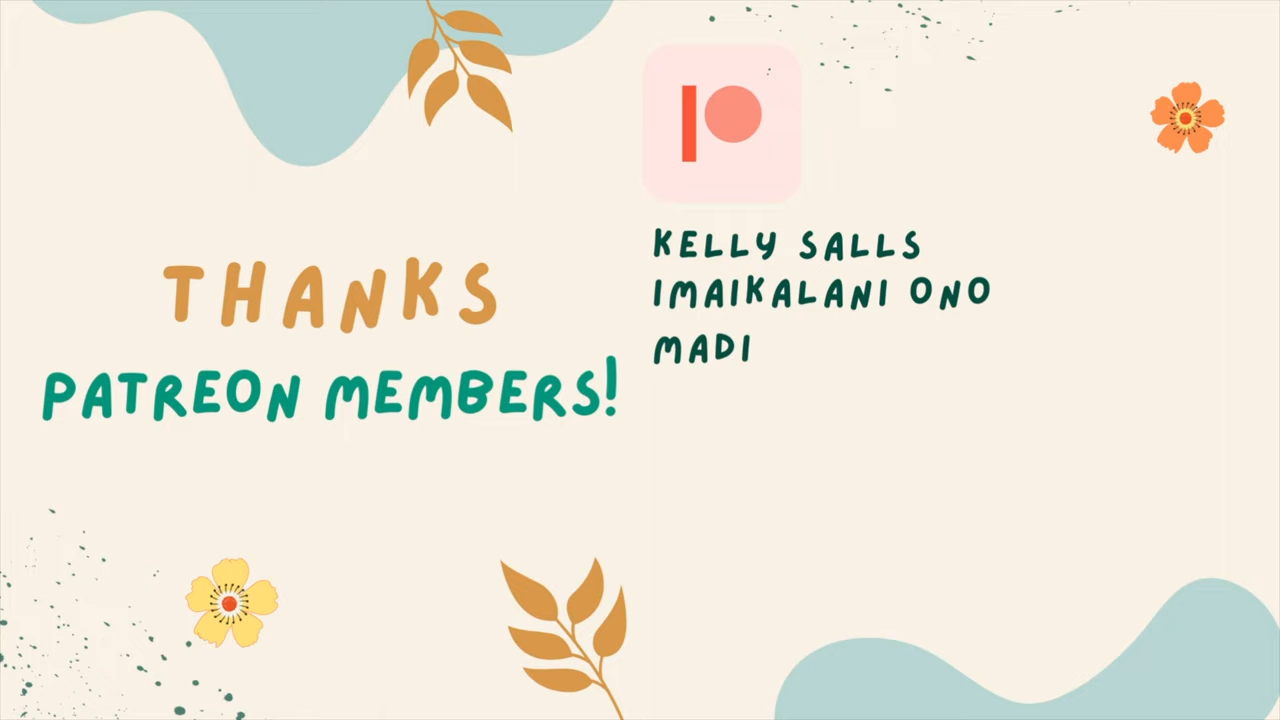 THANKS
PATREON MEMBERS!
KELLY SALLS
IMAIKALANI ONO
MADI